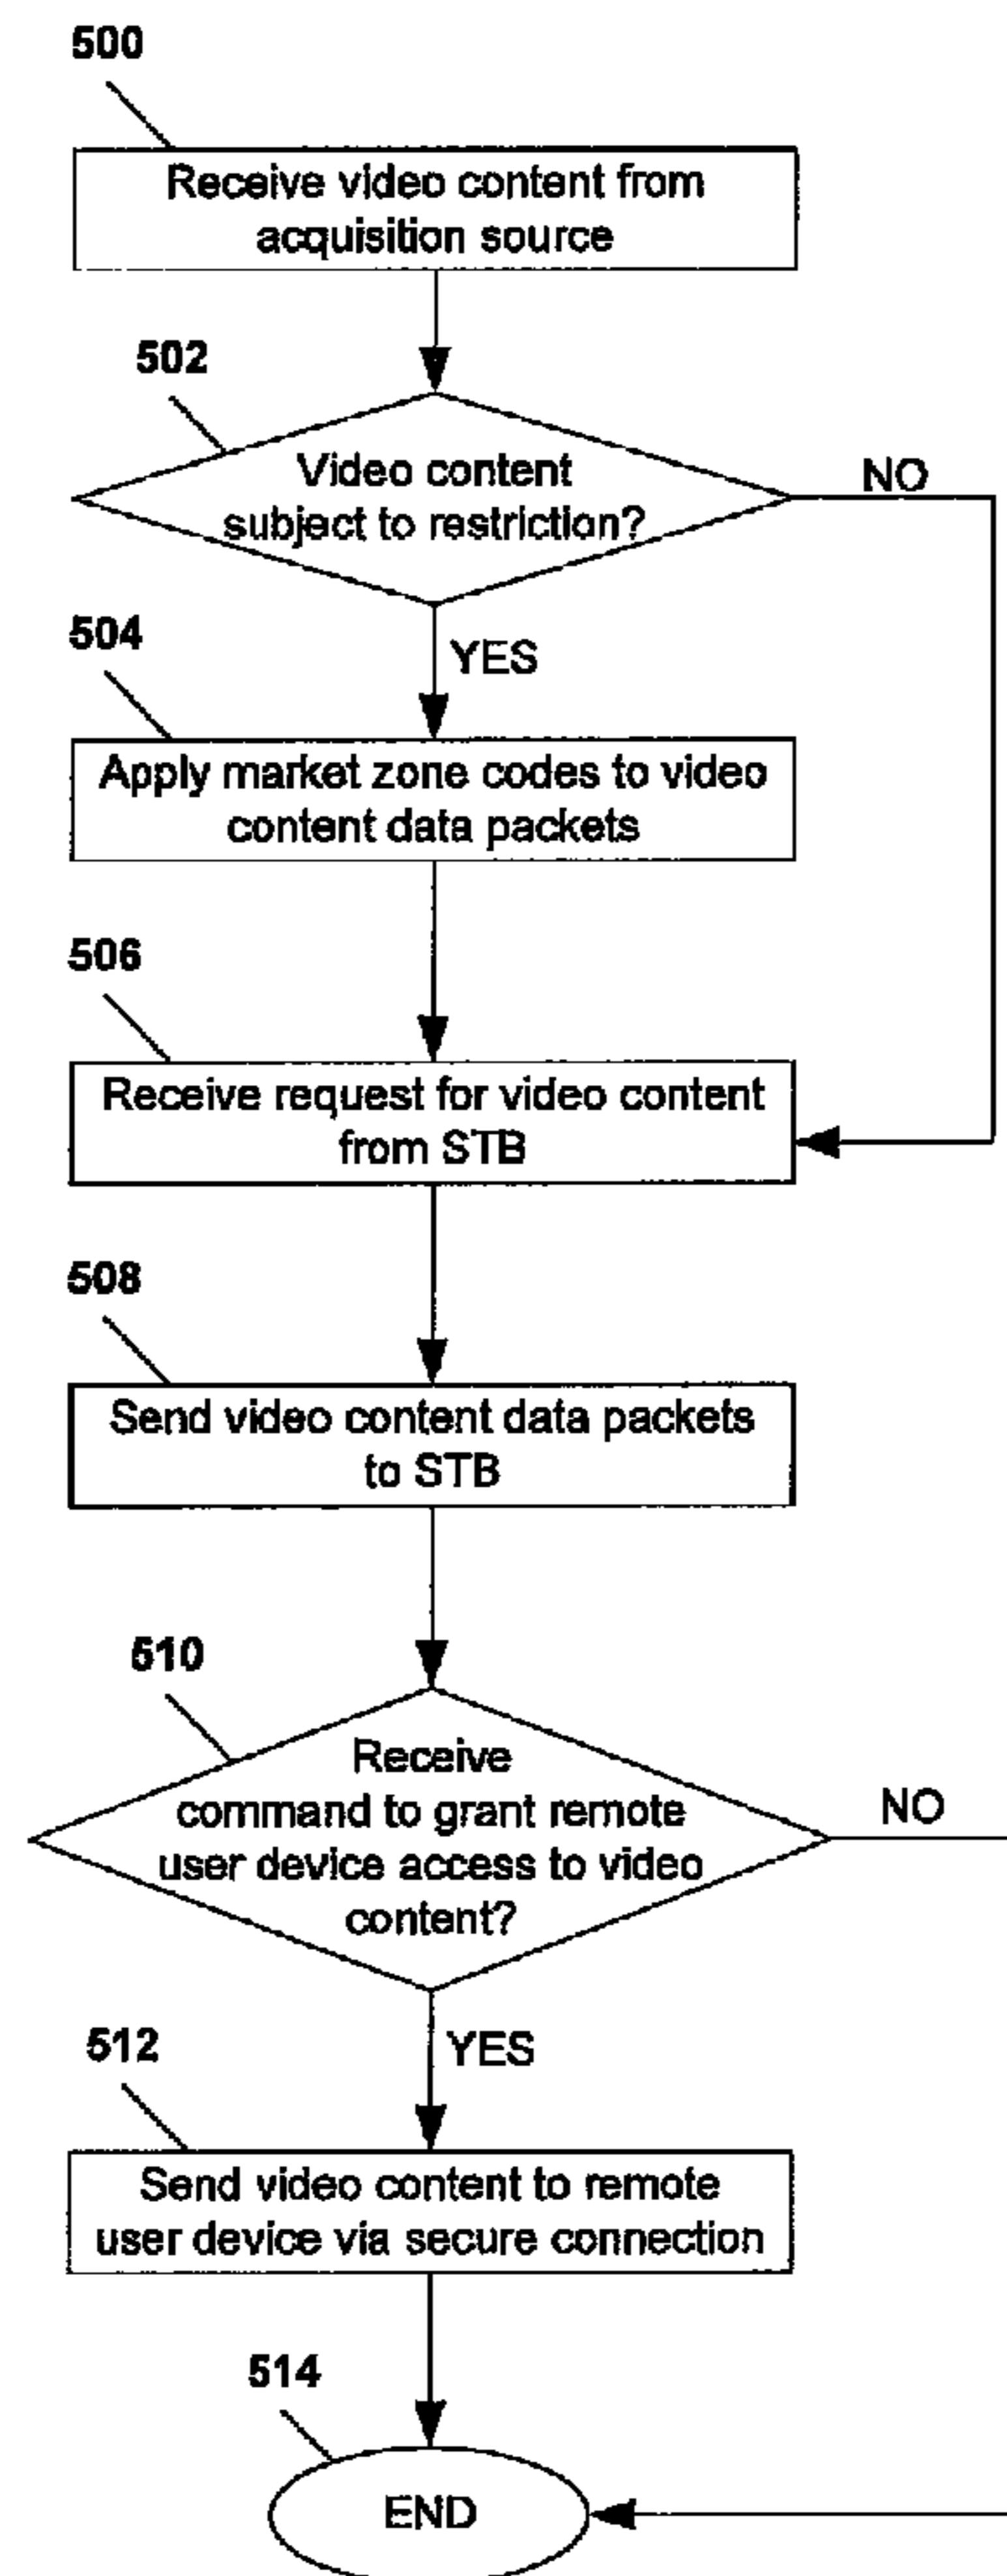 500
Receive video content from
acquisition source
502
Video content
subject to restriction?
NO
504
YES
Apply market zone codes to video
content data packets
506
Receive request for video content
from STB
508
Send video content data packets
to STB
510
Receive
command to grant remote
user device access to video
content?
NO
512
YES
Send video content to remote
user device via secure connection
514
END